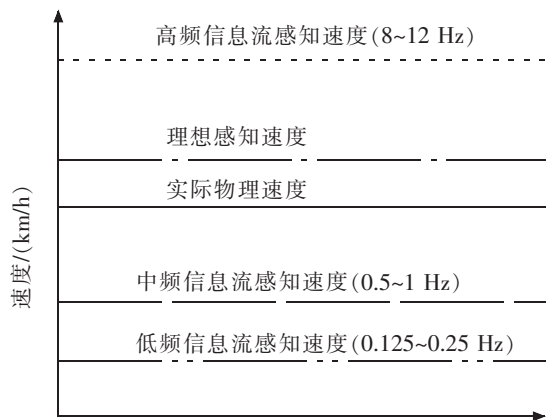 高频信息流感知速度(8~12 Hz)
理想感知速度
实际物理速度
速度/(km/h)
中频信息流感知速度(0.5~1 Hz)
低频信息流感知速度(0.125~0.25 Hz)